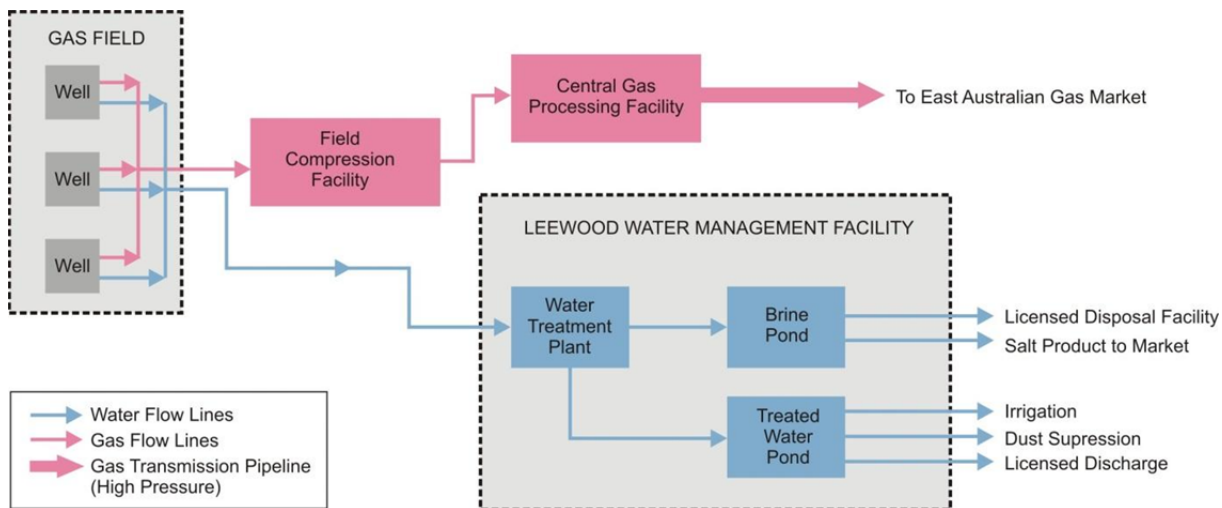 GAS FIELD
Well
Well
Well
Field
Compression
Facility
Central Gas
Processing Facility
To East Australian Gas Market
LEEWOOD WATER MANAGEMENT FACILITY
Water
Treatment
Plant
Brine
Pond
Licensed Disposal Facility
Salt Product to Market
Treated
Water
Pond
Irrigation
Dust Supression
Licensed Discharge
Water Flow Lines
Gas Flow Lines
Gas Transmission Pipeline
(High Pressure)